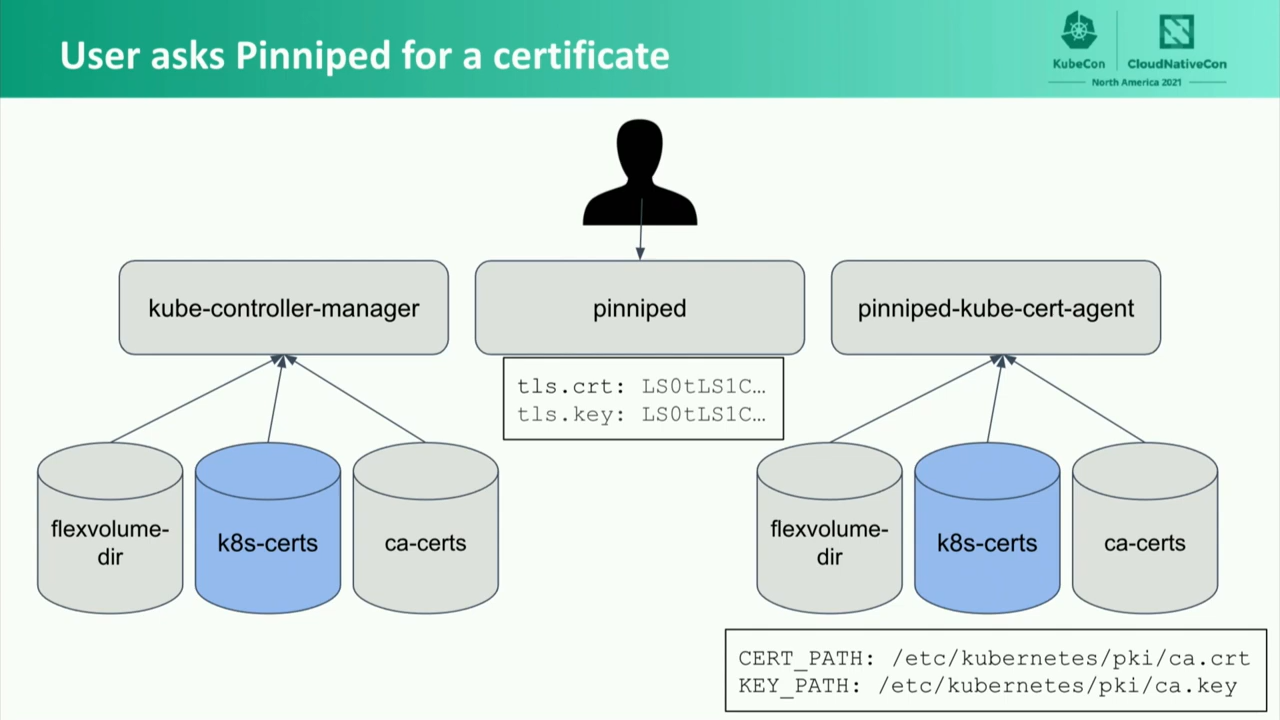 User asks Pinniped for a certificate
KubeCon
CloudNativeCon
North America 2021
kube-controller-manager
pinniped
pinniped-kube-cert-agent
tls.crt: LS0tLS1C…
tls.key: LS0tLS1C…
flexvolume-
dir
k8s-certs
ca-certs
flexvolume-
dir
k8s-certs
ca-certs
CERT_PATH: /etc/kubernetes/pki/ca.crt
KEY_PATH: /etc/kubernetes/pki/ca.key